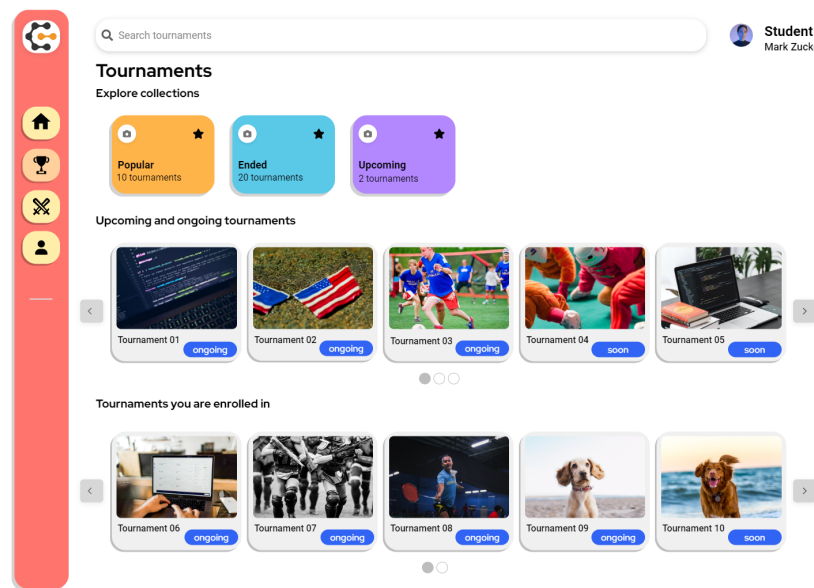 Search tournaments
Student
Mark Zuck
Tournaments
Explore collections
Popular
10 tournaments
Ended
20 tournaments
Upcoming
2 tournaments
Upcoming and ongoing tournaments
Tournament 01
ongoing
Tournament 02
ongoing
Tournament 03
ongoing
Tournament 04
soon
Tournament 05
soon
Tournaments you are enrolled in
Tournament 06
ongoing
Tournament 07
ongoing
Tournament 08
ongoing
Tournament 09
ongoing
Tournament 10
soon